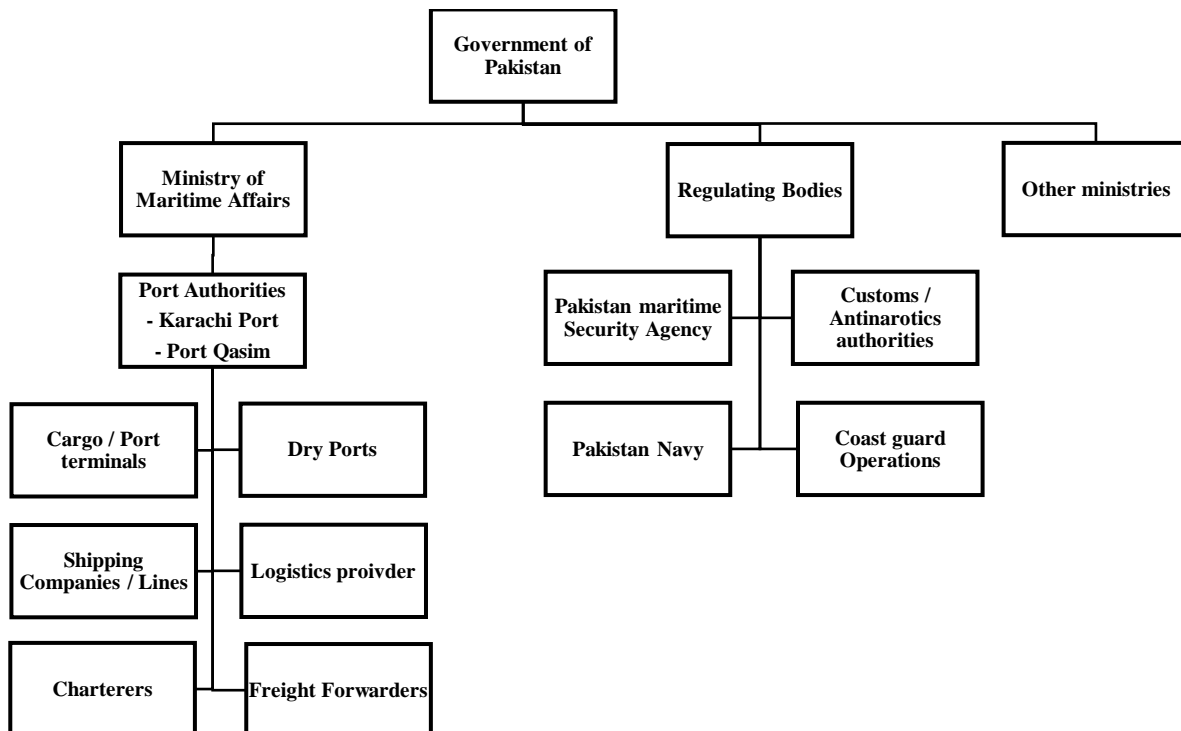 Government of
Pakistan
Ministry of
Maritime Affairs
Regulating Bodies
Other ministries
Port Authorities
- Karachi Port
- Port Qasim
Pakistan maritime
Security Agency
Customs /
Antinarotics
authorities
Cargo / Port
terminals
Dry Ports
Pakistan Navy
Coast guard
Operations
Shipping
Companies / Lines
Logistics proivder
Charterers
Freight Forwarders